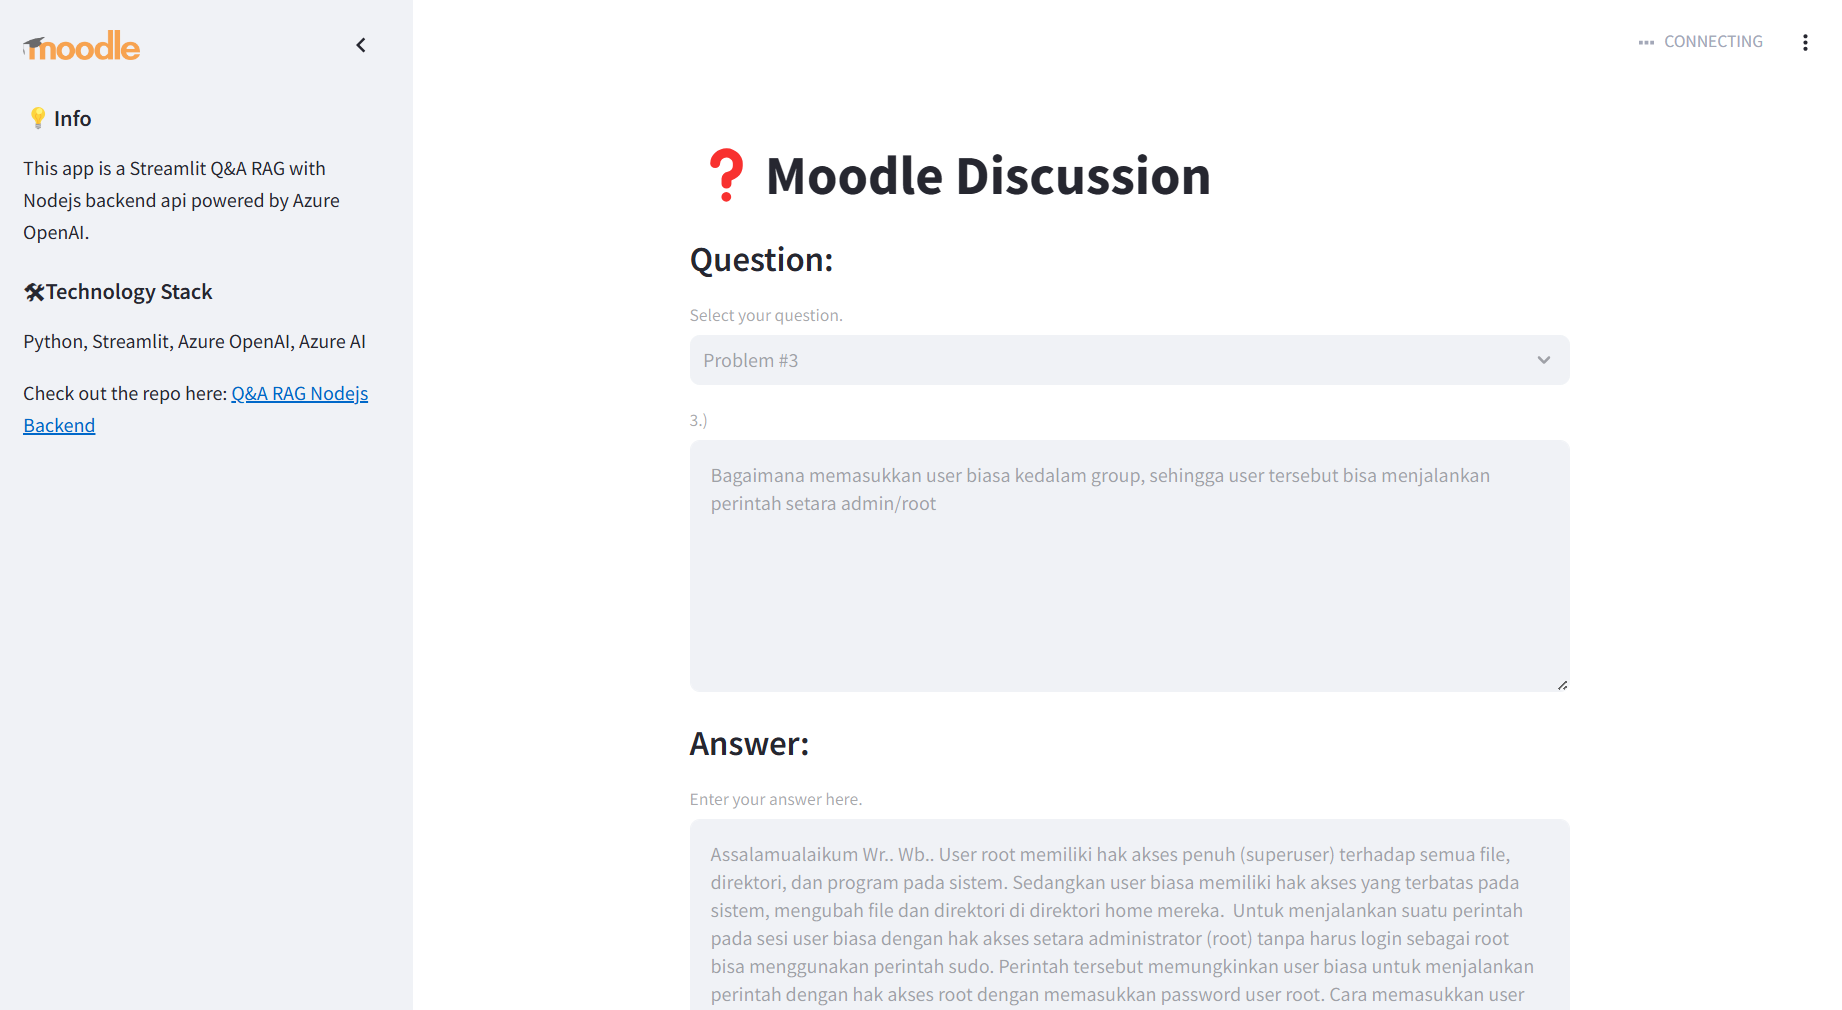 moodle
CONNECTING
Info
This app is a Streamlit Q&A RAG with
Nodejs backend api powered by Azure
OpenAI.
Technology Stack
Python, Streamlit, Azure OpenAI, Azure AI
Check out the repo here: Q&A RAG Nodejs
Backend
❓ Moodle Discussion
Question:
Select your question.
Problem #3
3.)
Bagaimana memasukkan user biasa kedalam group, sehingga user tersebut bisa menjalankan
perintah setara admin/root
Answer:
Enter your answer here.
Assalamualaikum Wr.. Wb.. User root memiliki hak akses penuh (superuser) terhadap semua file,
direktori, dan program pada sistem. Sedangkan user biasa memiliki hak akses yang terbatas pada
sistem, mengubah file dan direktori di direktori home mereka.  Untuk menjalankan suatu perintah
pada sesi user biasa dengan hak akses setara administrator (root) tanpa harus login sebagai root
bisa menggunakan perintah sudo. Perintah tersebut memungkinkan user biasa untuk menjalankan
perintah dengan hak akses root dengan memasukkan password user root. Cara memasukkan user